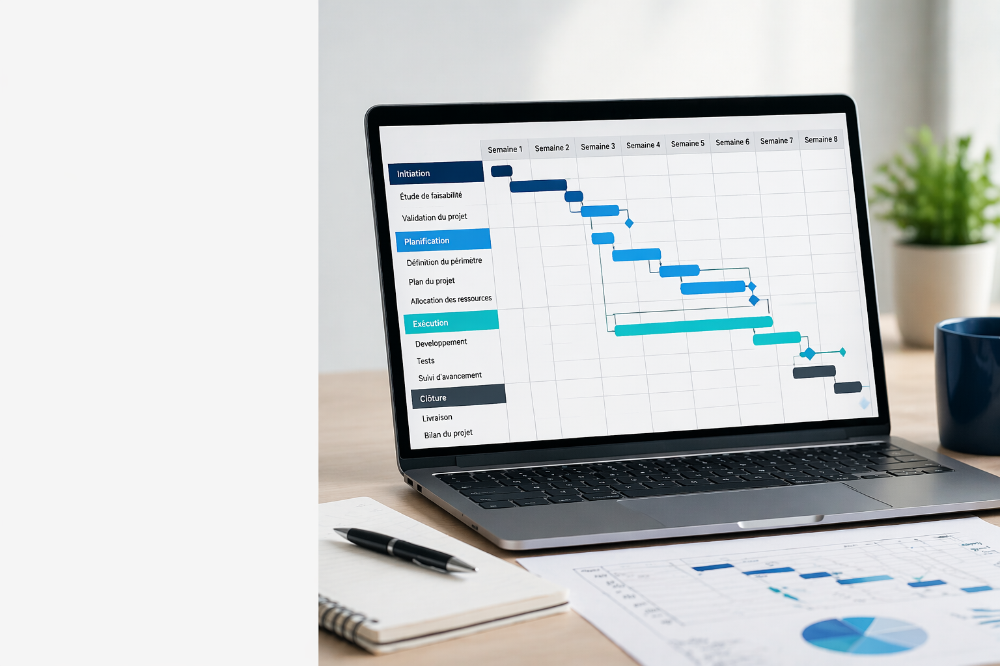 Semaine 1 Semaine 2 Semaine 3 Semaine 4 Semaine 5 Semaine 6 Semaine 7 Semaine 8
Initiation
Étude de faisabilité
Validation du projet
Planification
Définition du périmètre
Plan du projet
Allocation des ressources
Exécution
Developpement
Tests
Suivi d'avancement
Clôture
Livraison
Bilan du projet